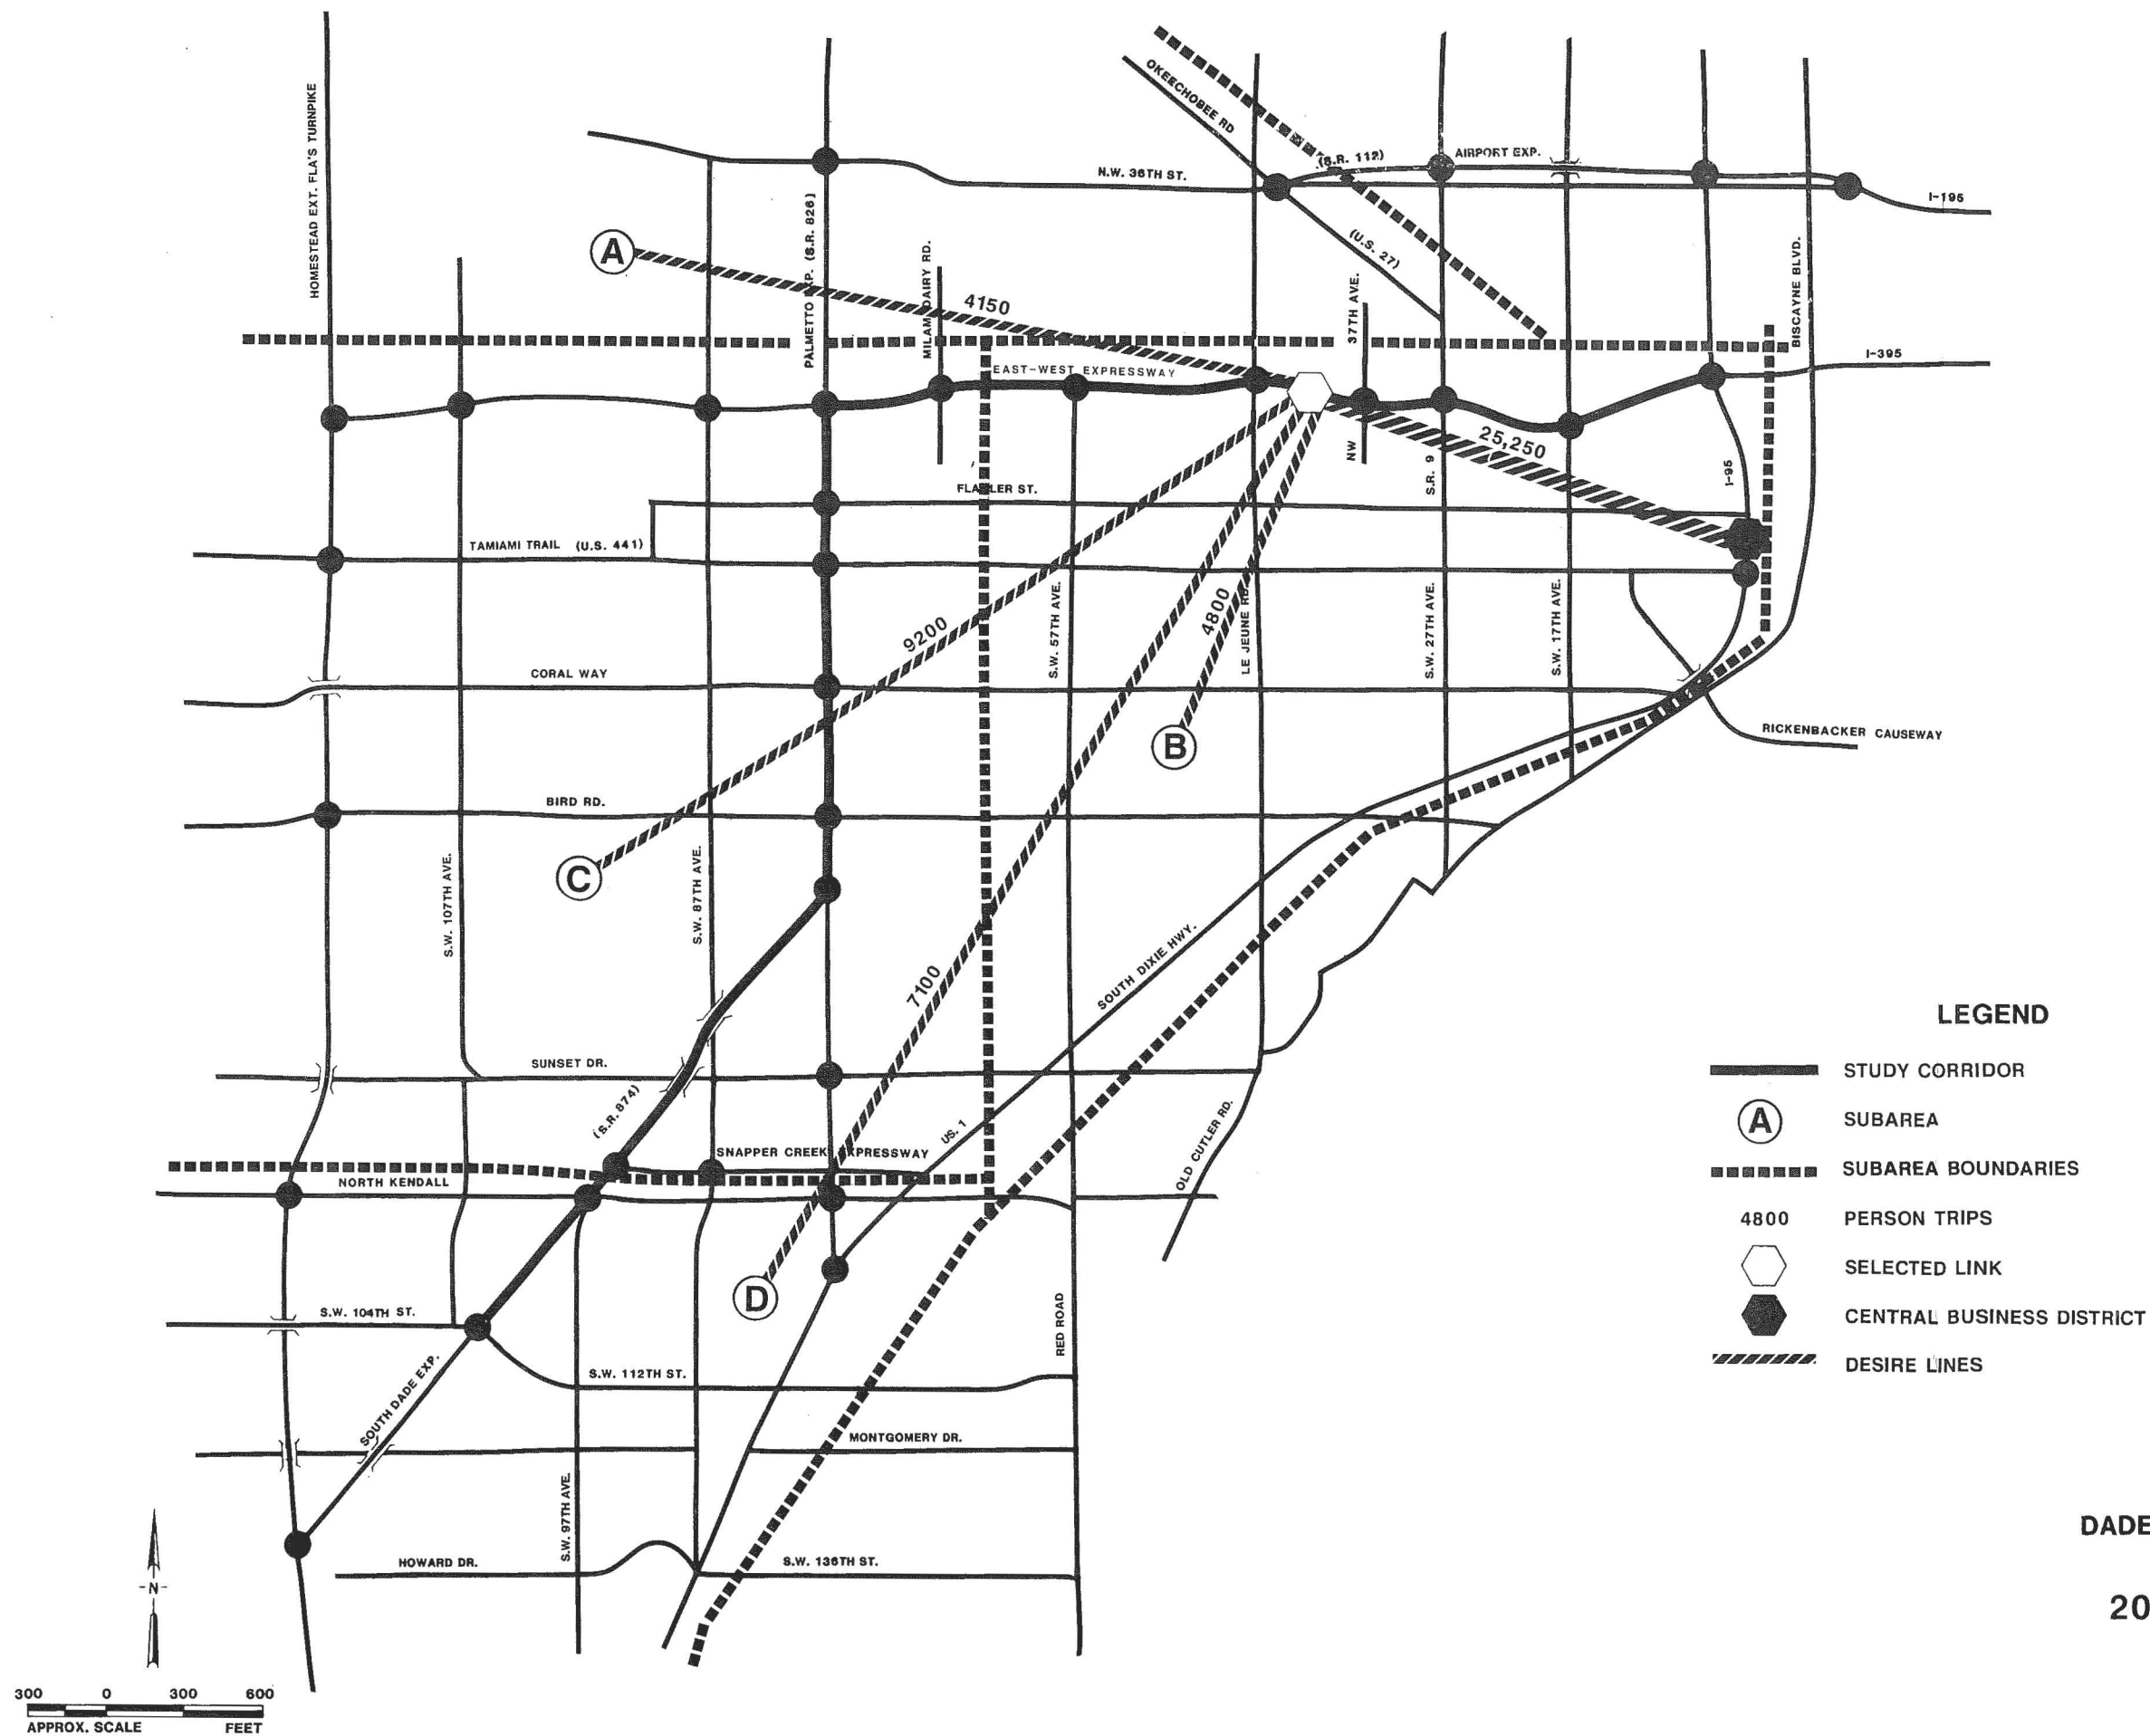 OKEECHOBEE RD
HOMESTEAD EXT. FLA'S TURNPIKE
(S.R. 112)
AIRPORT EXP.
N.W. 36TH ST.
I-195
PALMETTO EXP. (S.R. 826)
(U.S. 27)
A
MILAM DAIRY RD.
4150
37TH AVE.
NW
BISCAYNE BLVD.
I-395
EAST-WEST EXPRESSWAY
25,250
S.R. 9
I-95
FLAGLER ST.
TAMIAMI TRAIL (U.S. 441)
S.W. 57TH AVE.
4800
LE JEUNE RD.
S.W. 27TH AVE.
S.W. 17TH AVE.
9200
CORAL WAY
B
RICKENBACKER CAUSEWAY
BIRD RD.
C
S.W. 107TH AVE.
S.W. 87TH AVE.
7100
SOUTH DIXIE HWY.
SUNSET DR.
(S.R. 874)
US. 1
SNAPPER CREEK EXPRESSWAY
NORTH KENDALL
OLD CUTLER RD.
D
S.W. 104TH ST.
RED ROAD
SOUTH DADE EXP.
S.W. 112TH ST.
MONTGOMERY DR.
S.W. 97TH AVE.
HOWARD DR.
S.W. 136TH ST.
LEGEND
STUDY CORRIDOR
A SUBAREA
SUBAREA BOUNDARIES
4800 PERSON TRIPS
SELECTED LINK
CENTRAL BUSINESS DISTRICT
DESIRE LINES
DADE
20
-N-
300 0 300 600
APPROX. SCALE FEET